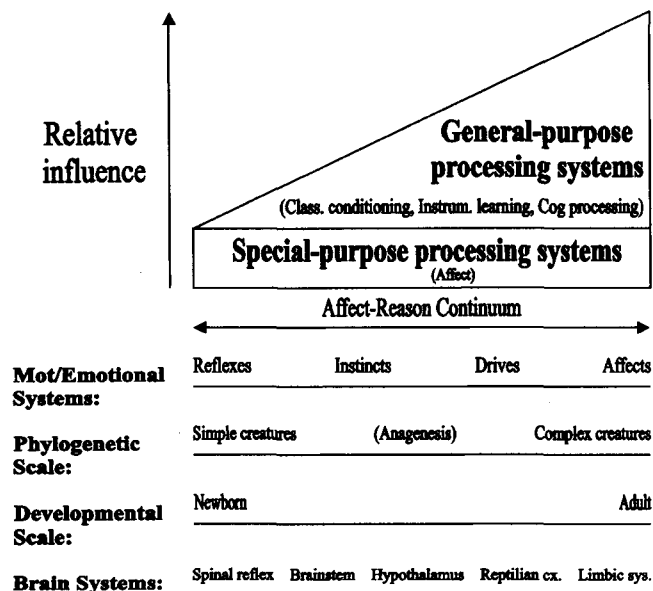 Relative
influence
General-purpose
processing systems
(Class. conditioning, Instrum. learning, Cog processing)
Special-purpose processing systems
(Affect)
Affect-Reason Continuum
Mot/Emotional
Systems:
Reflexes Instincts Drives Affects
Phylogenetic
Scale:
Simple creatures (Anagenesis) Complex creatures
Developmental
Scale:
Newborn Adult
Brain Systems:
Spinal reflex Brainstem Hypothalamus Reptilian cx. Limbic sys.